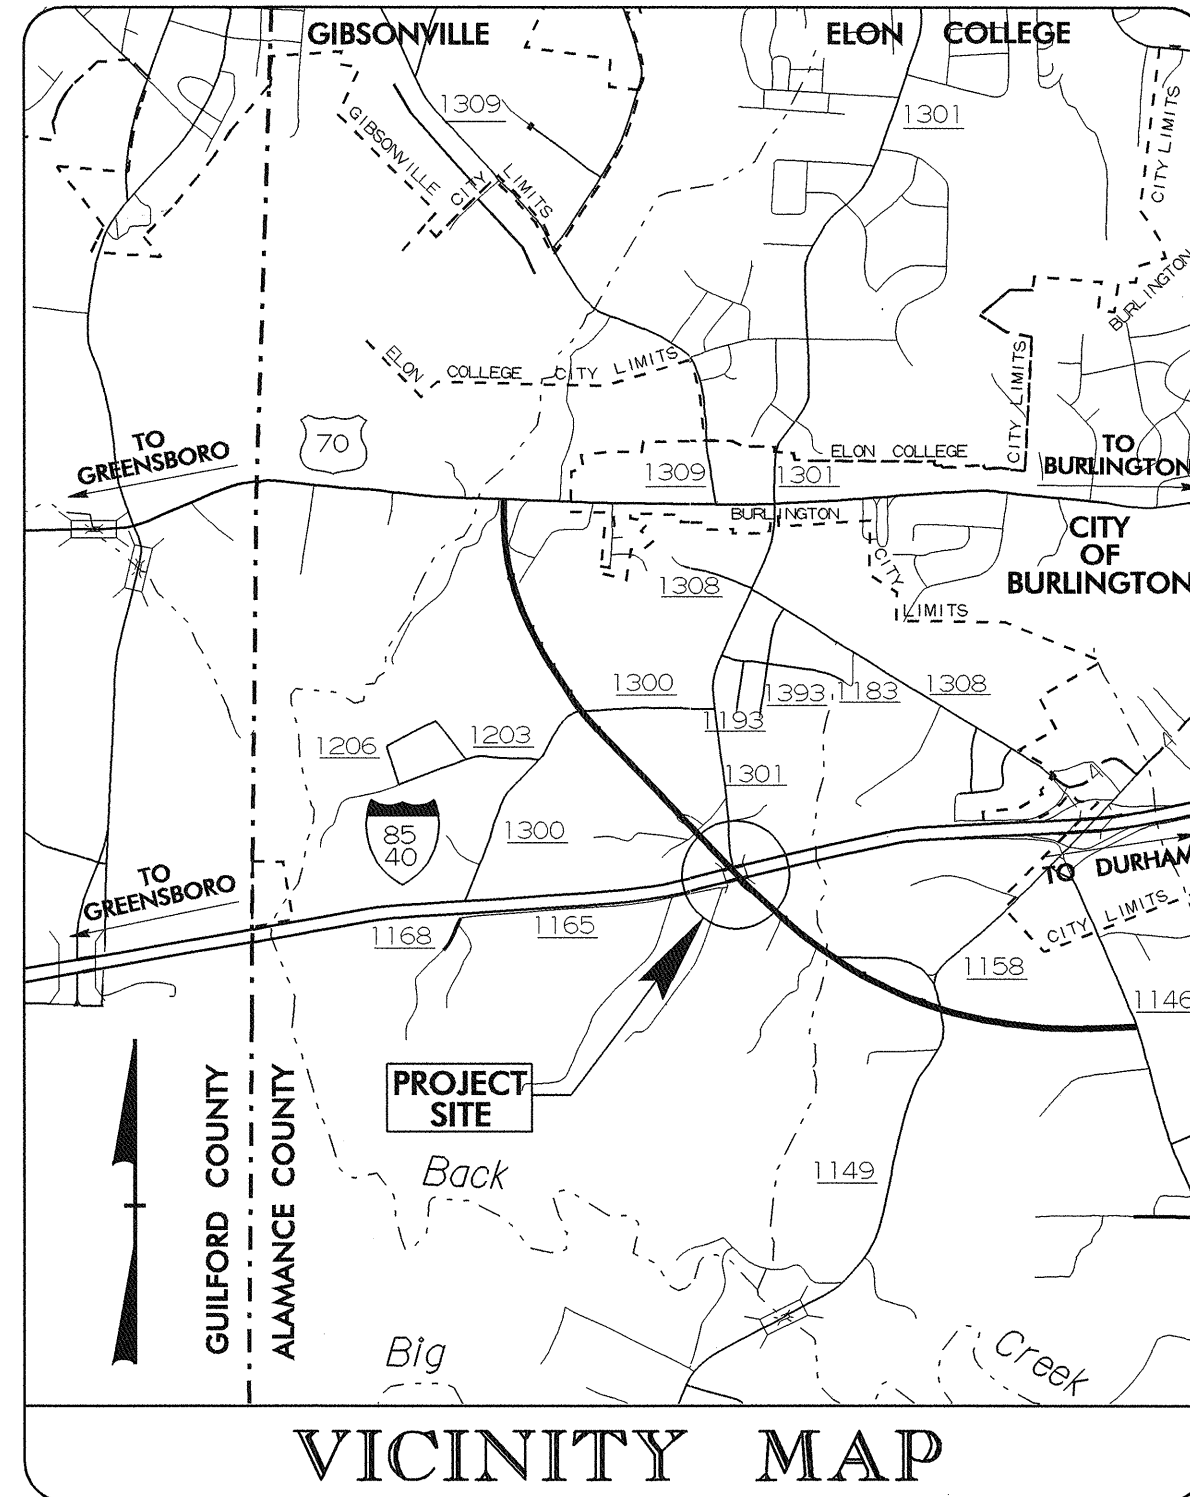 GIBSONVILLE
ELON COLLEGE
1309
1301
GIBSONVILLE CITY LIMITS
CITY LIMITS
BURLINGTON
ELON COLLEGE CITY LIMITS
CITY LIMITS
TO
GREENSBORO
70
1309
1301
ELON COLLEGE
TO
BURLINGTON
BURLINGTON
CITY
LIMITS
CITY
OF
BURLINGTON
1308
1300
1393
1183
1308
1193
1206
1203
1301
85
40
1300
TO
GREENSBORO
TO DURHAM
CITY LIMITS
1168
1165
1158
1146
PROJECT
SITE
GUILFORD COUNTY
ALAMANCE COUNTY
Back
1149
Big
Creek
VICINITY MAP